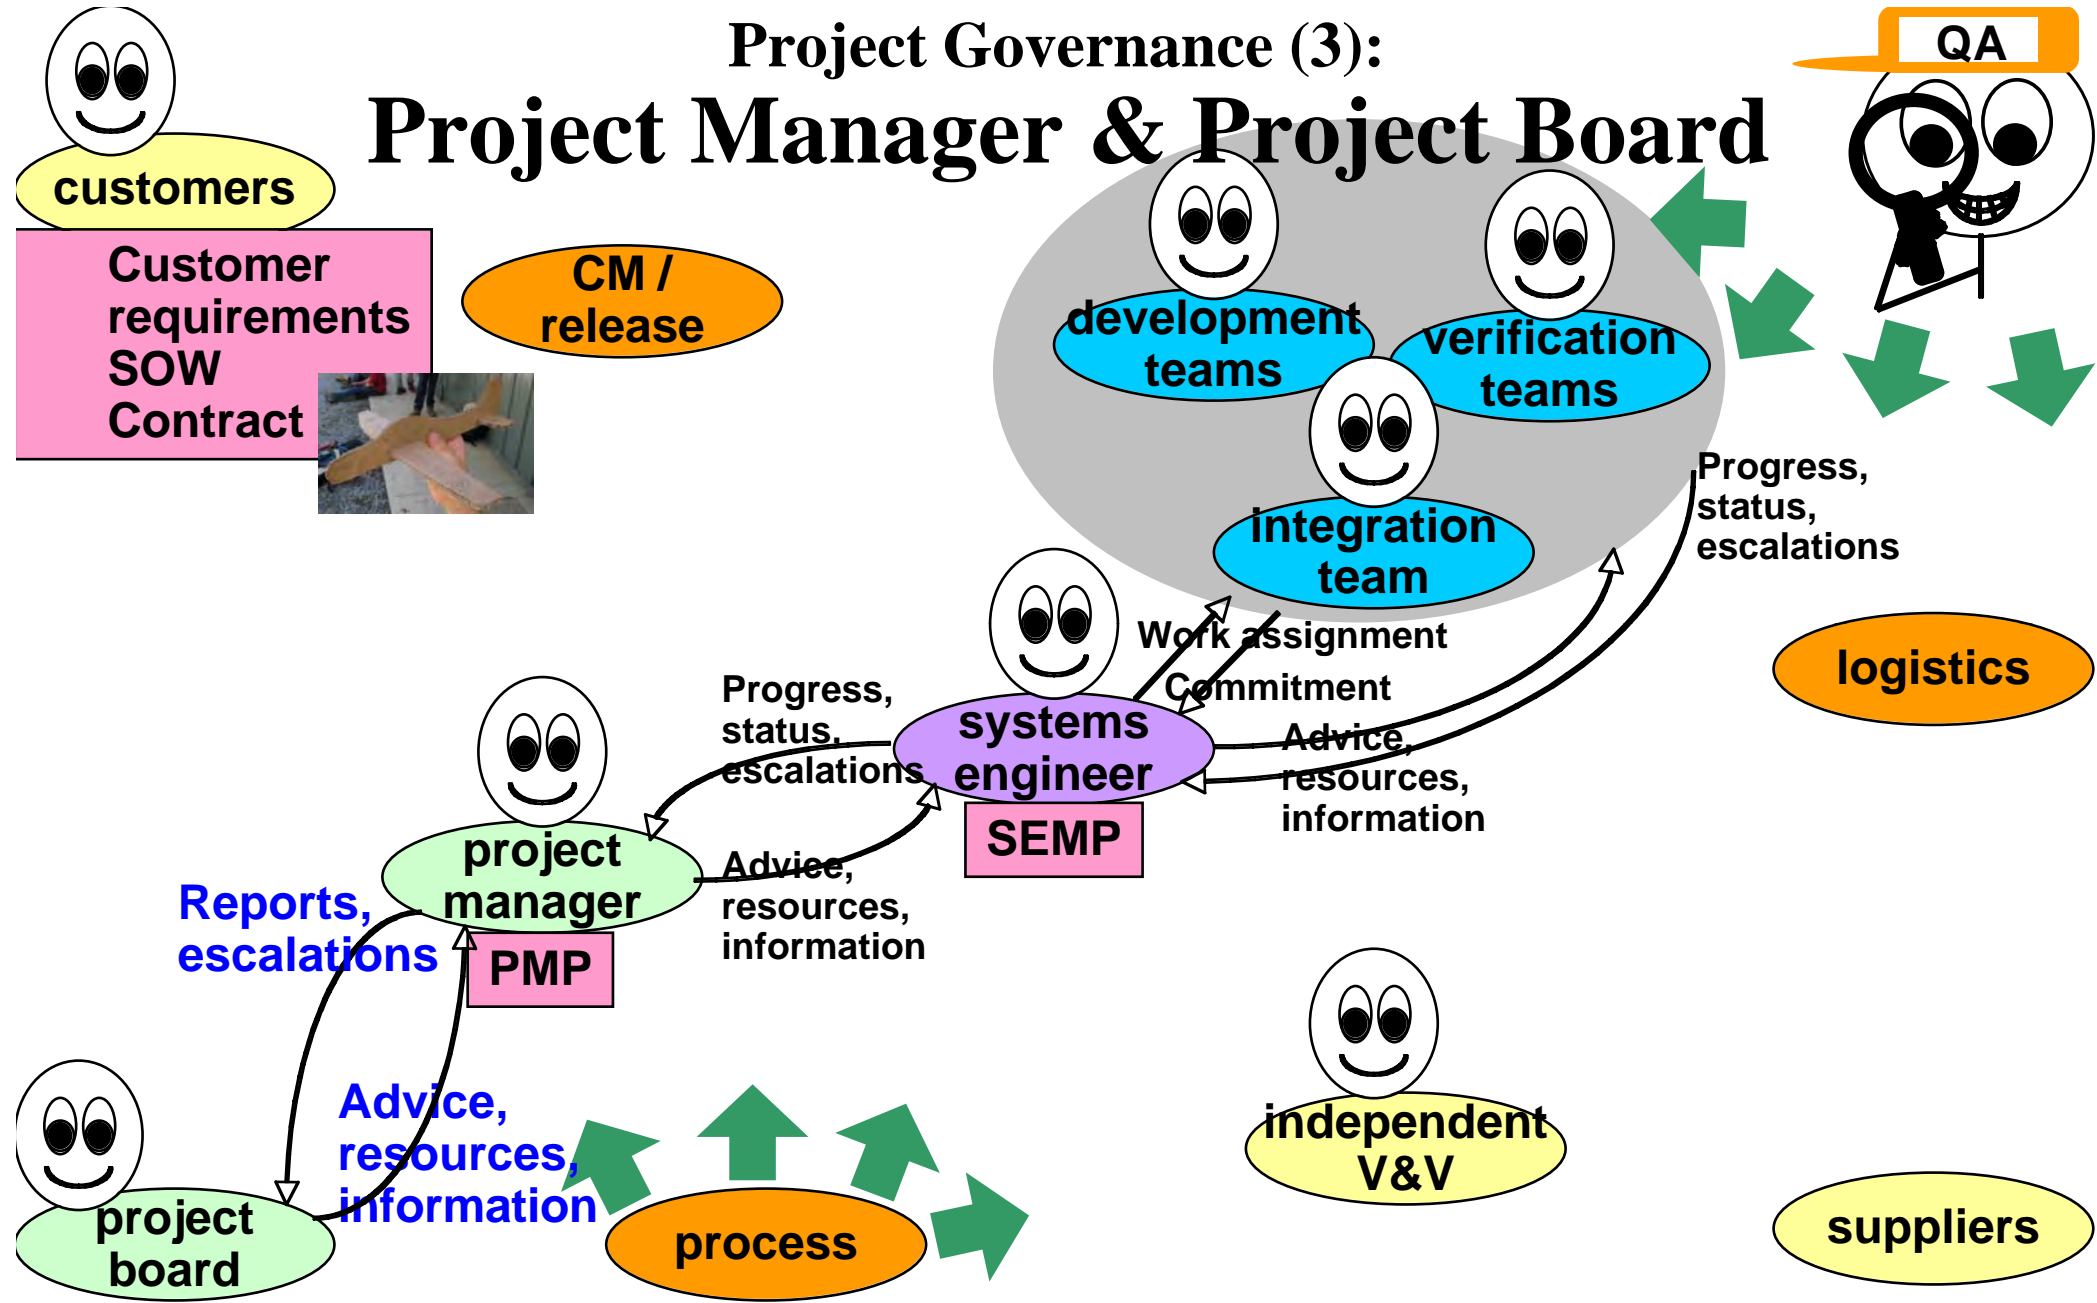 Project Governance (3):
Project Manager & Project Board
QA
customers
Customer
requirements
SOW
Contract
CM /
release
development
teams
verification
teams
integration
team
Progress,
status,
escalations
Work assignment
Commitment
logistics
Progress,
status,
escalations
systems
engineer
SEMP
Advice,
resources,
information
project
manager
PMP
Advice,
resources,
information
Reports,
escalations
Advice,
resources,
information
project
board
process
independent
V&V
suppliers